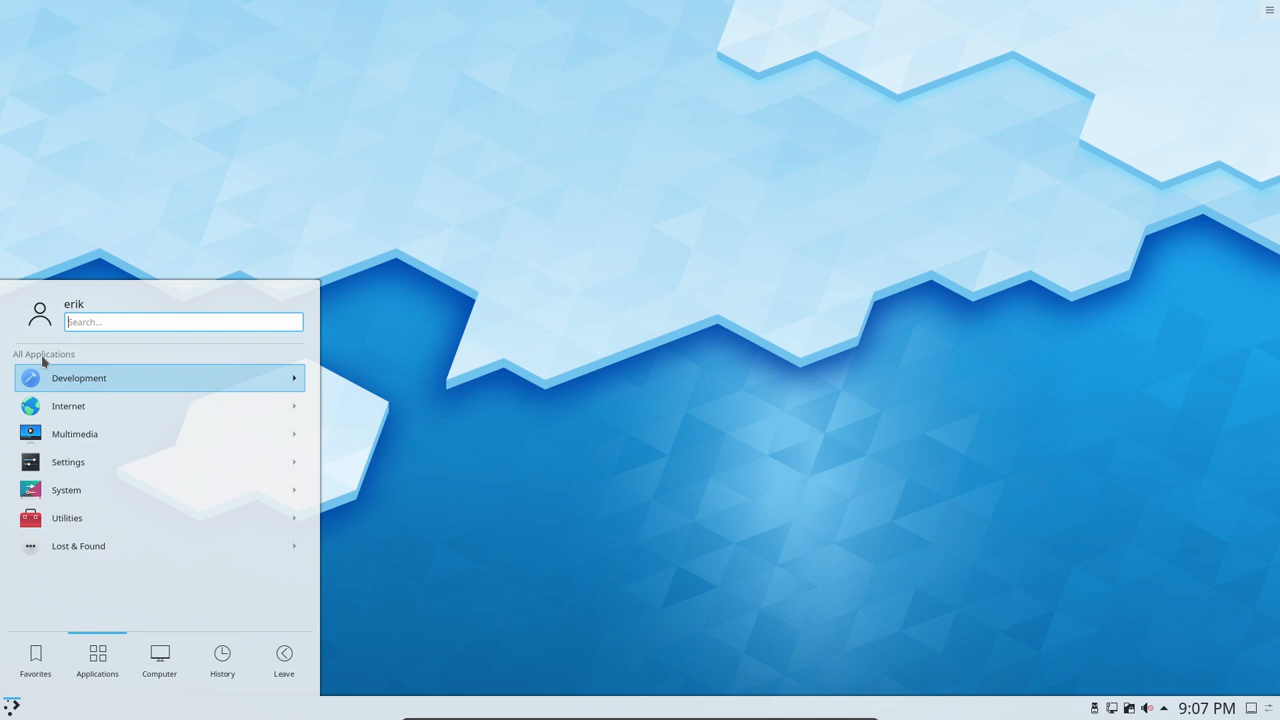 erik
Search...
All Applications
Development
Internet
Multimedia
Settings
System
Utilities
Lost & Found
Favorites
Applications
Computer
History
Leave
9:07 PM